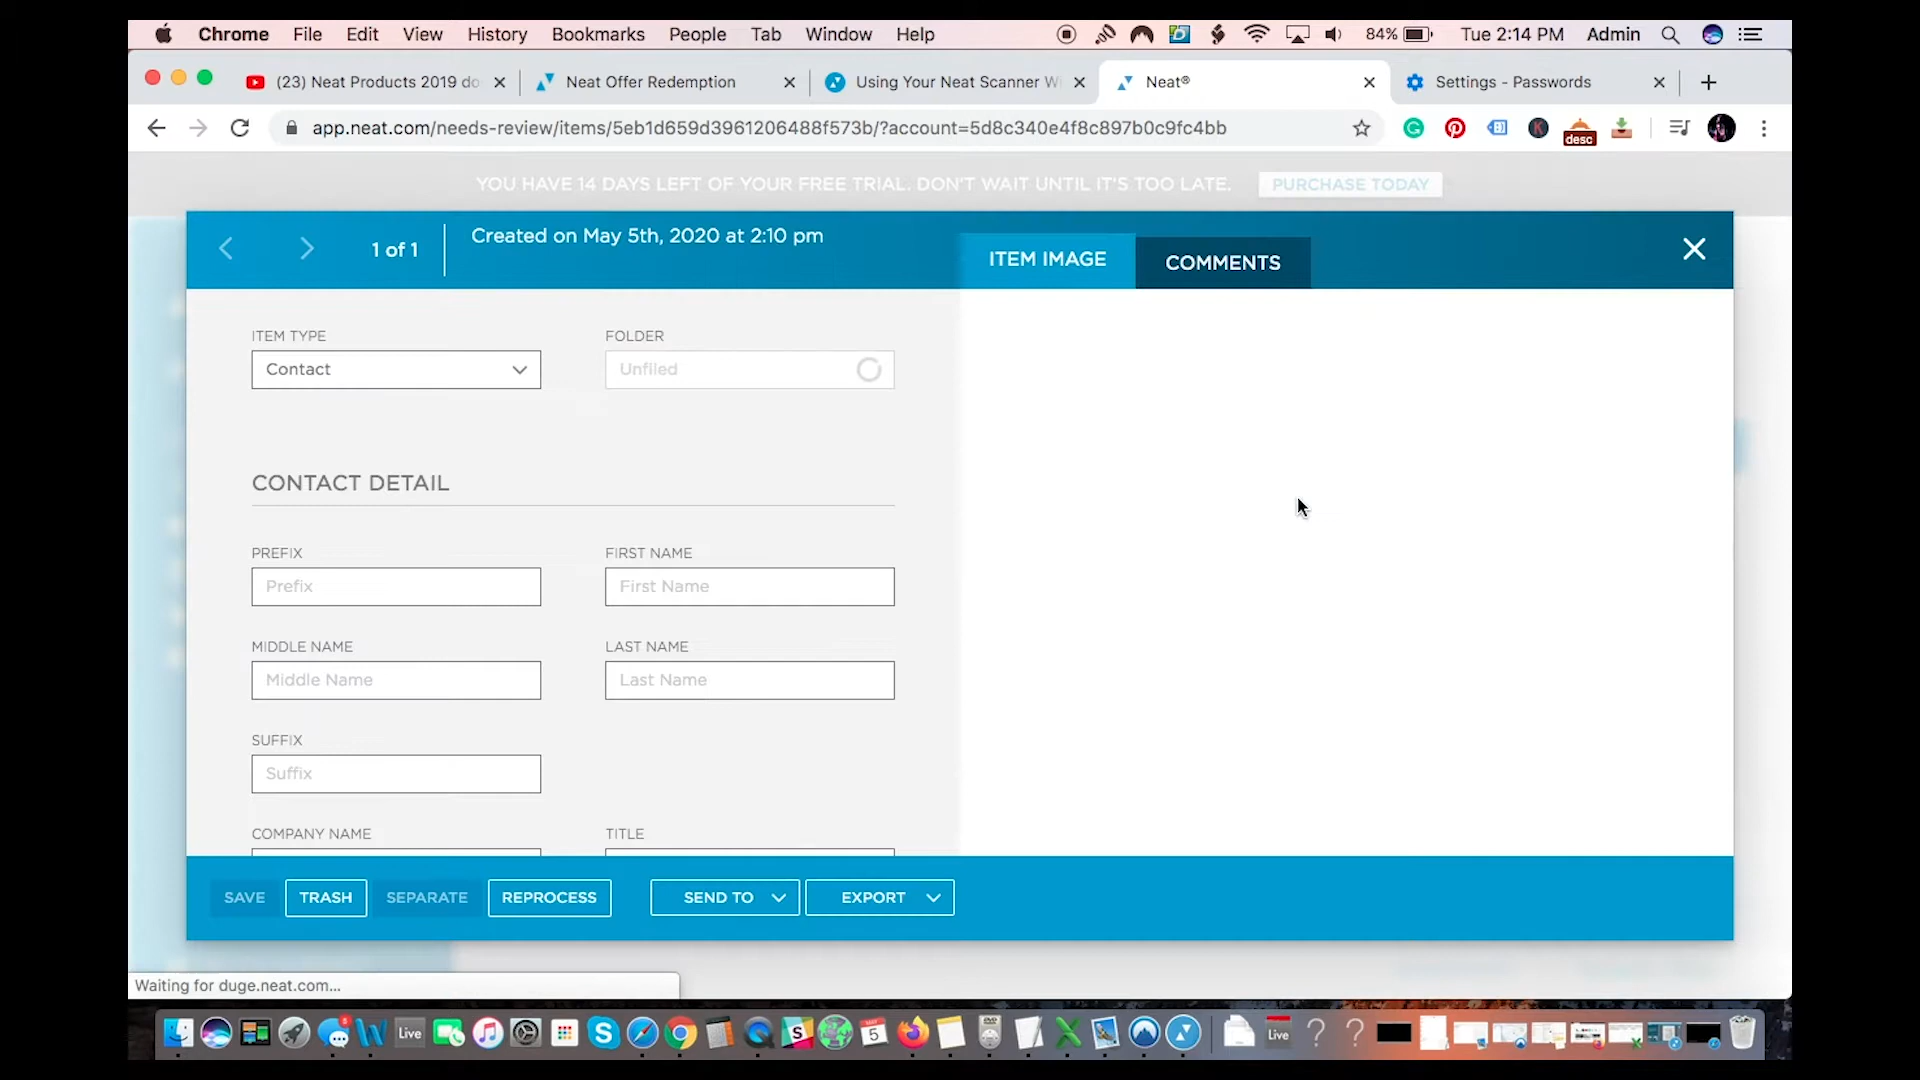 Chrome File Edit View History Bookmarks People Tab Window Help 84% Tue 2:14 PM Admin
(23) Neat Products 2019 do
Neat Offer Redemption
Using Your Neat Scanner Wi
Neat®
Settings - Passwords
app.neat.com/needs-review/items/5eb1d659d3961206488f573b/?account=5d8c340e4f8c897b0c9fc4bb
desc
YOU HAVE 14 DAYS LEFT OF YOUR FREE TRIAL. DON'T WAIT UNTIL IT'S TOO LATE. PURCHASE TODAY
1 of 1
Created on May 5th, 2020 at 2:10 pm
ITEM IMAGE
COMMENTS
ITEM TYPE
Contact
FOLDER
Unfiled
CONTACT DETAIL
PREFIX
Prefix
FIRST NAME
First Name
MIDDLE NAME
Middle Name
LAST NAME
Last Name
SUFFIX
Suffix
COMPANY NAME
TITLE
SAVE TRASH SEPARATE REPROCESS SEND TO EXPORT
Waiting for duge.neat.com...
Live
5
Live